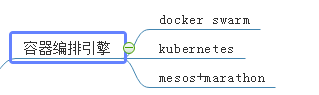 docker swarm
容器编排引擎
kubernetes
mesos+marathon